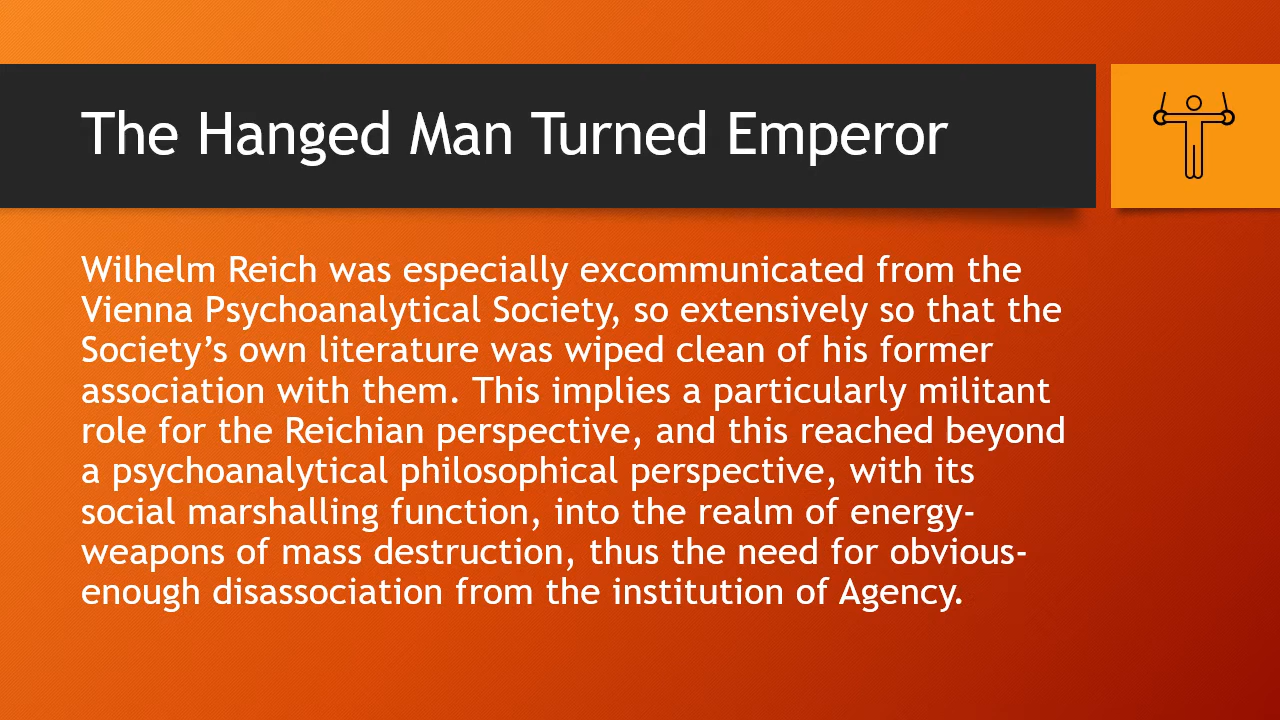 The Hanged Man Turned Emperor
Wilhelm Reich was especially excommunicated from the
Vienna Psychoanalytical Society, so extensively so that the
Society’s own literature was wiped clean of his former
association with them. This implies a particularly militant
role for the Reichian perspective, and this reached beyond
a psychoanalytical philosophical perspective, with its
social marshalling function, into the realm of energy-
weapons of mass destruction, thus the need for obvious-
enough disassociation from the institution of Agency.